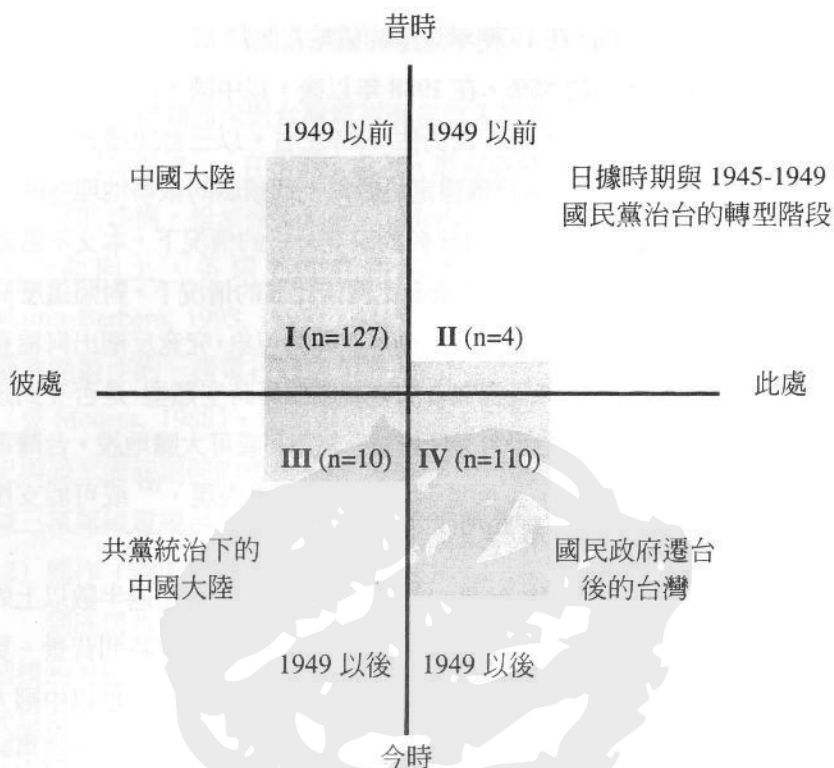 昔時
1949 以前
1949 以前
中國大陸
日據時期與 1945-1949
國民黨治台的轉型階段
I (n=127)
II (n=4)
彼處
此處
III (n=10)
IV (n=110)
共黨統治下的
中國大陸
國民政府遷台
後的台灣
1949 以後
1949 以後
今時